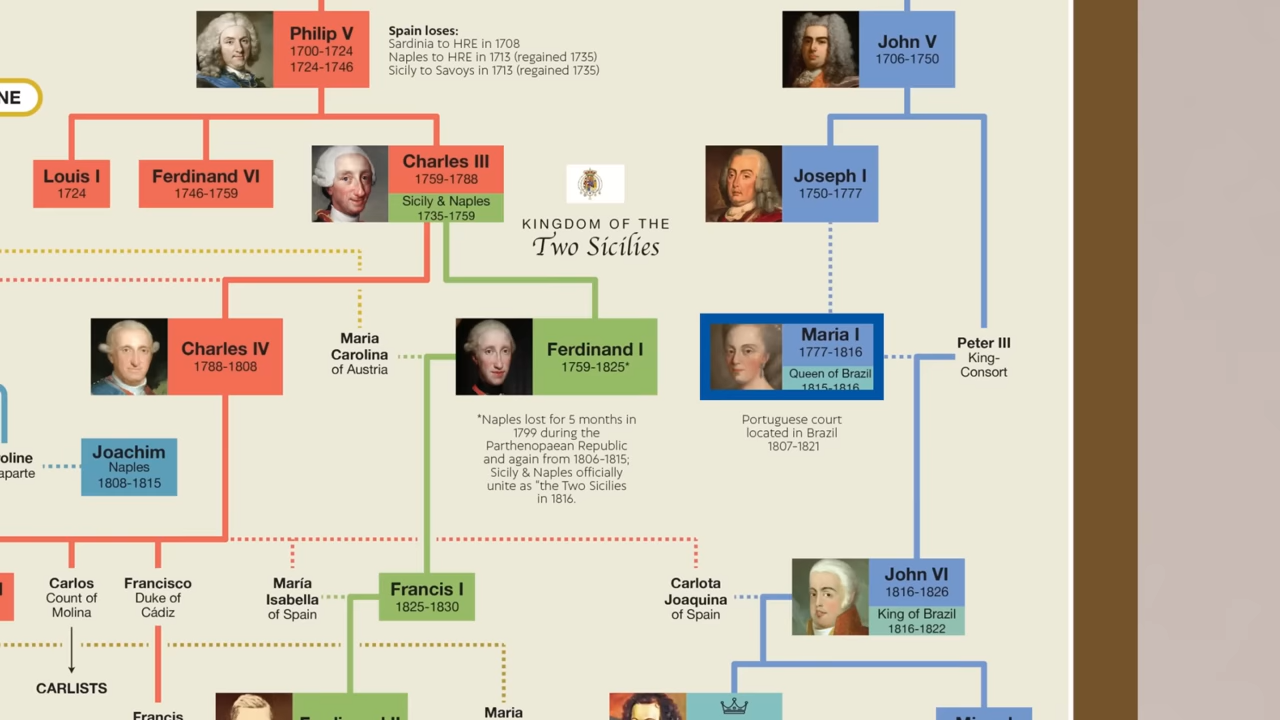 Philip V
1700-1724
1724-1746
Spain loses:
Sardinia to HRE in 1708
Naples to HRE in 1713 (regained 1735)
Sicily to Savoys in 1713 (regained 1735)
John V
1706-1750
NE
Louis I
1724
Ferdinand VI
1746-1759
Charles III
1759-1788
Sicily & Naples
1735-1759
KINGDOM OF THE
Two Sicilies
Joseph I
1750-1777
Charles IV
1788-1808
Maria
Carolina
of Austria
Ferdinand I
1759-1825*
Maria I
1777-1816
Queen of Brazil
1815-1816
Peter III
King-
Consort
*Naples lost for 5 months in
1799 during the
Parthenopaean Republic
and again from 1806-1815;
Sicily & Naples officially
unite as "the Two Sicilies
in 1816.
Portuguese court
located in Brazil
1807-1821
oline
aparte
Joachim
Naples
1808-1815
Carlos
Count of
Molina
Francisco
Duke of
Cádiz
María
Isabella
of Spain
Francis I
1825-1830
Carlota
Joaquina
of Spain
John VI
1816-1826
King of Brazil
1816-1822
CARLISTS
Francis
Maria